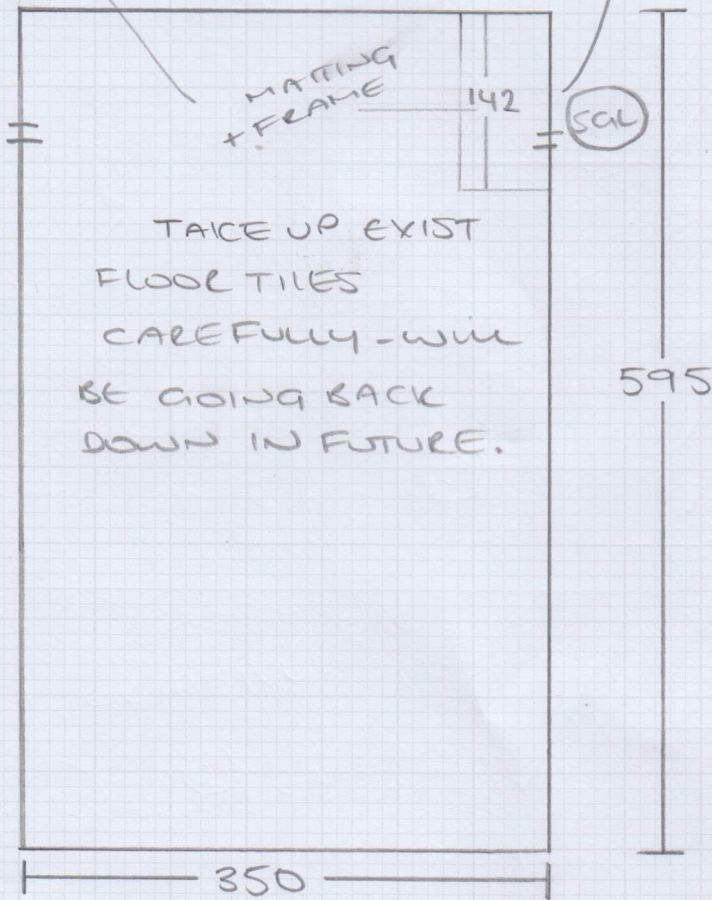 MATTING
+ FRAME
142
SGL
TAKE UP EXIST
FLOOR TILES
CAREFULLY - WILL
BE GOING BACK
DOWN IN FUTURE.
595
350